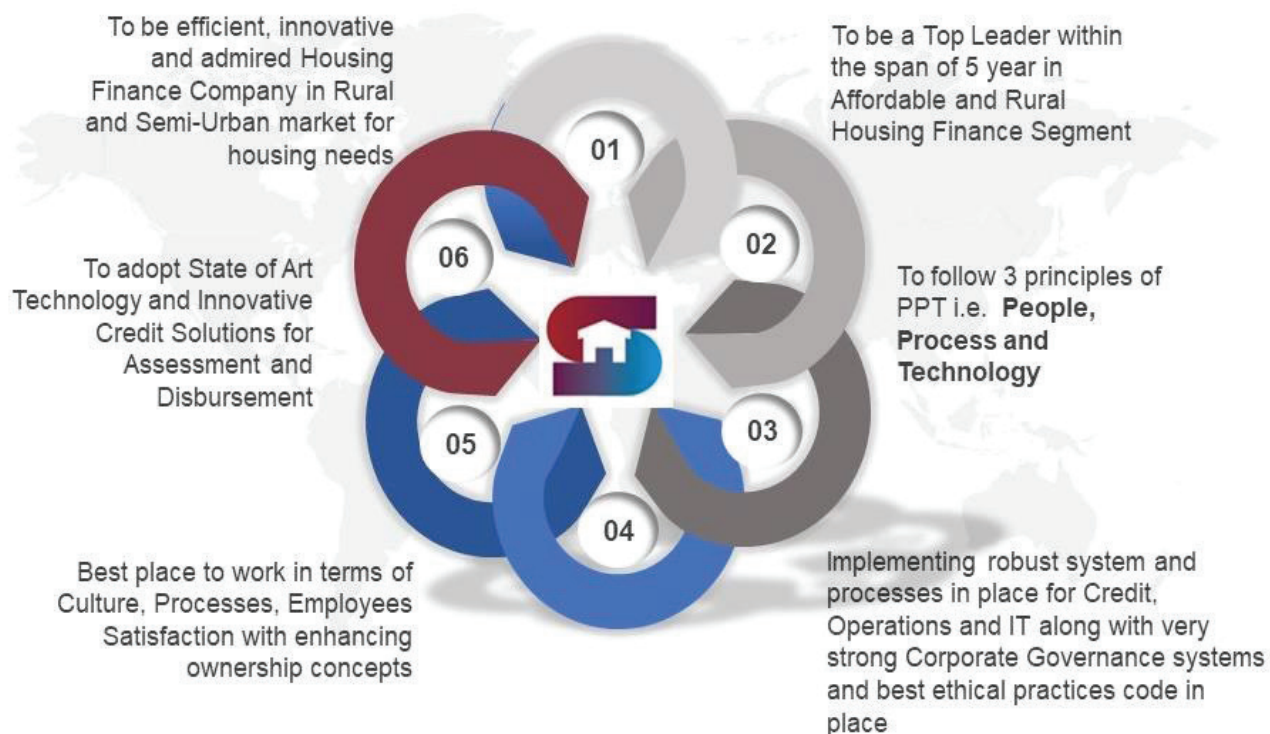 To be efficient, innovative
and admired Housing
Finance Company in Rural
and Semi-Urban market for
housing needs
To be a Top Leader within
the span of 5 year in
Affordable and Rural
Housing Finance Segment
01
02
06
To adopt State of Art
Technology and Innovative
Credit Solutions for
Assessment and
Disbursement
To follow 3 principles of
PPT i.e. People,
Process and
Technology
03
05
04
Best place to work in terms of
Culture, Processes, Employees
Satisfaction with enhancing
ownership concepts
Implementing robust system and
processes in place for Credit,
Operations and IT along with very
strong Corporate Governance systems
and best ethical practices code in
place